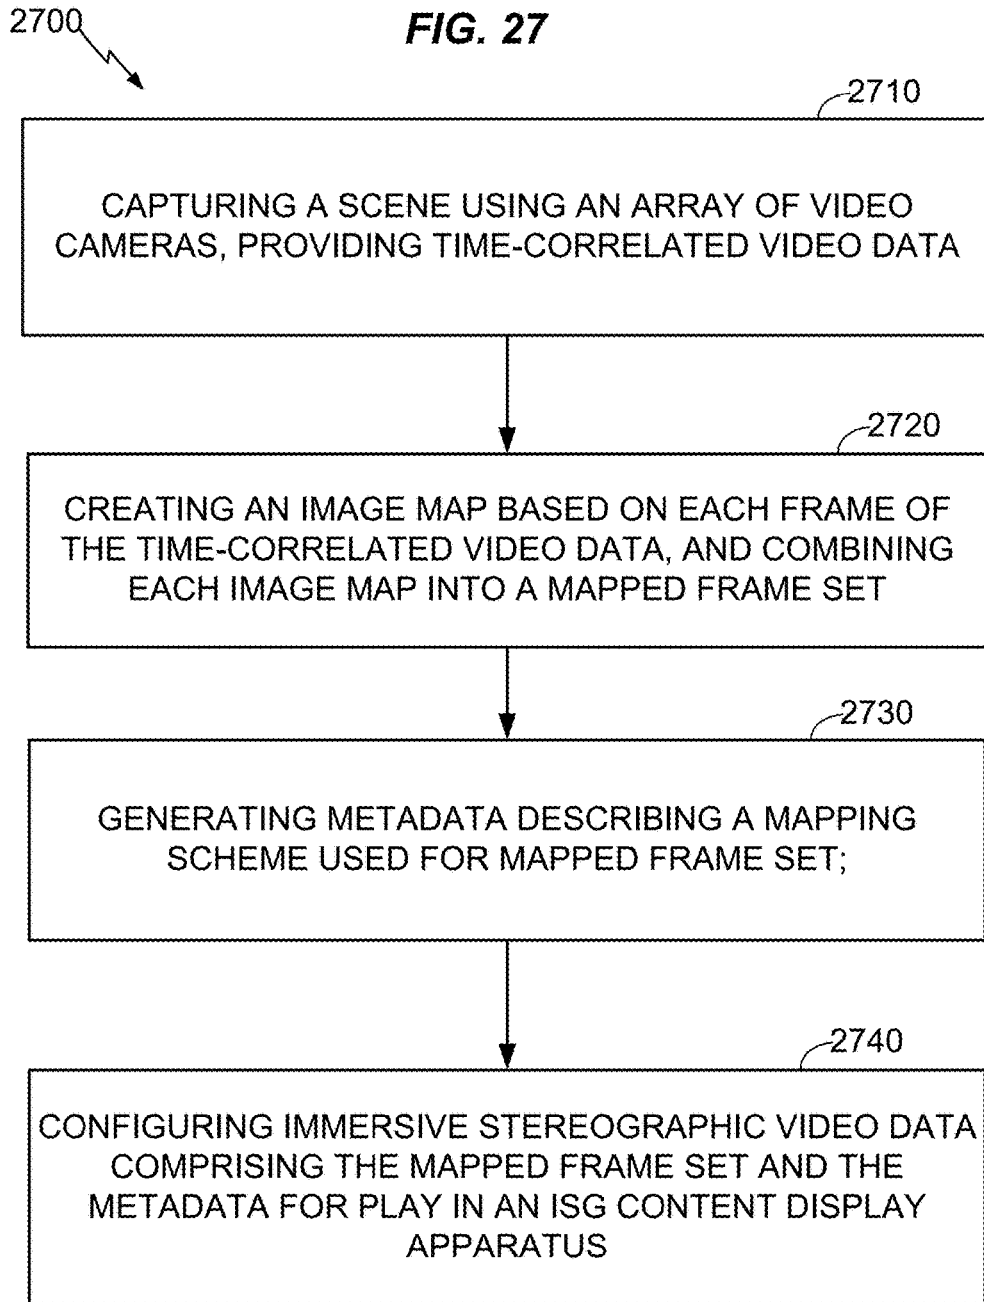 2700
FIG. 27
2710
CAPTURING A SCENE USING AN ARRAY OF VIDEO
CAMERAS, PROVIDING TIME-CORRELATED VIDEO DATA
2720
CREATING AN IMAGE MAP BASED ON EACH FRAME OF
THE TIME-CORRELATED VIDEO DATA, AND COMBINING
EACH IMAGE MAP INTO A MAPPED FRAME SET
2730
GENERATING METADATA DESCRIBING A MAPPING
SCHEME USED FOR MAPPED FRAME SET;
2740
CONFIGURING IMMERSIVE STEREOGRAPHIC VIDEO DATA
COMPRISING THE MAPPED FRAME SET AND THE
METADATA FOR PLAY IN AN ISG CONTENT DISPLAY
APPARATUS